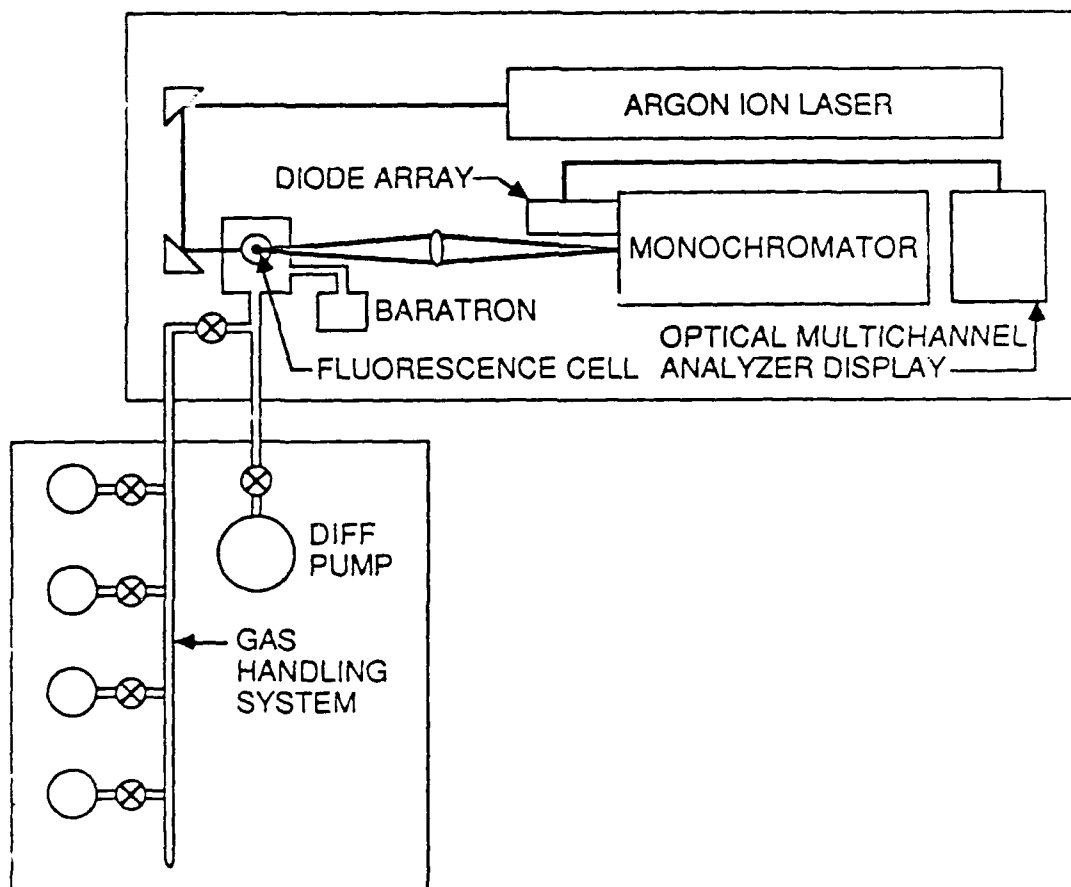 ARGON ION LASER
DIODE ARRAY
MONOCHROMATOR
BARATRON
OPTICAL MULTICHANNEL
ANALYZER DISPLAY
FLUORESCENCE CELL
DIFF
PUMP
GAS
HANDLING
SYSTEM